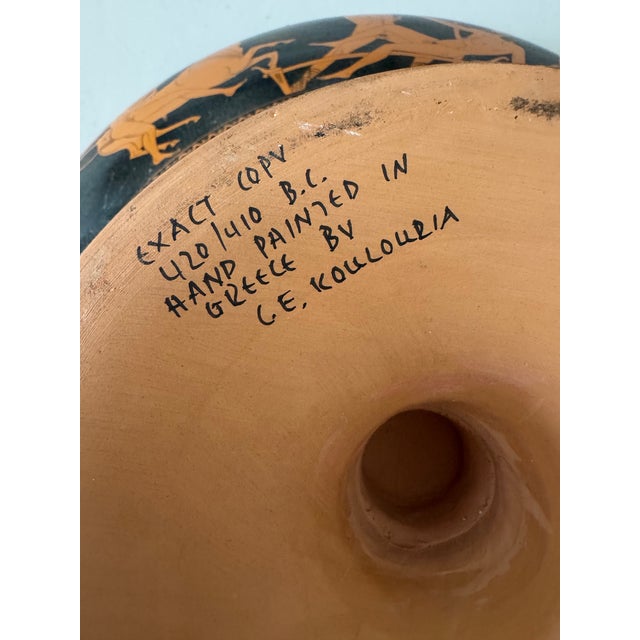 EXACT COPY
420/410 B.C.
HAND PAINTED IN
GREECE BY
C.E. KOULOURIA